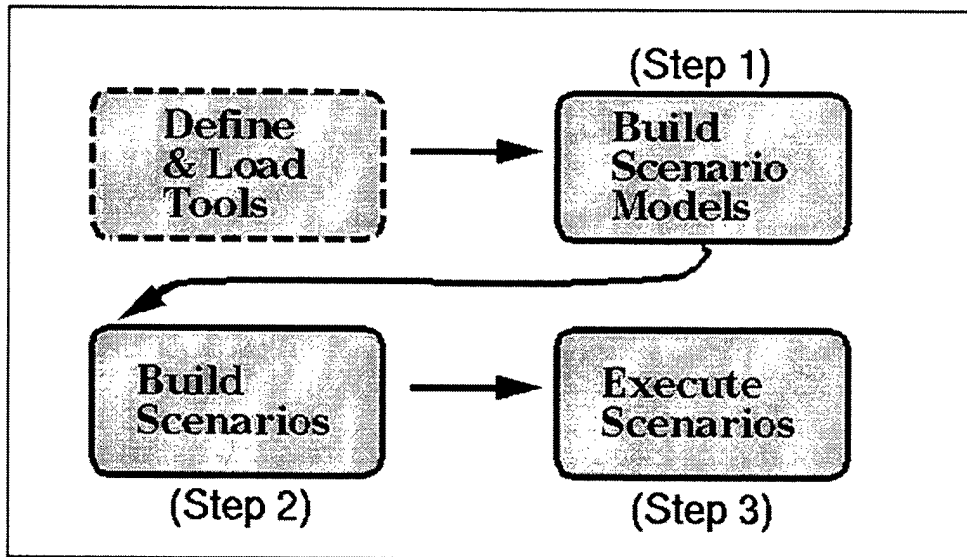 Define
& Load
Tools
(Step 1)
Build
Scenario
Models
Build
Scenarios
(Step 2)
Execute
Scenarios
(Step 3)